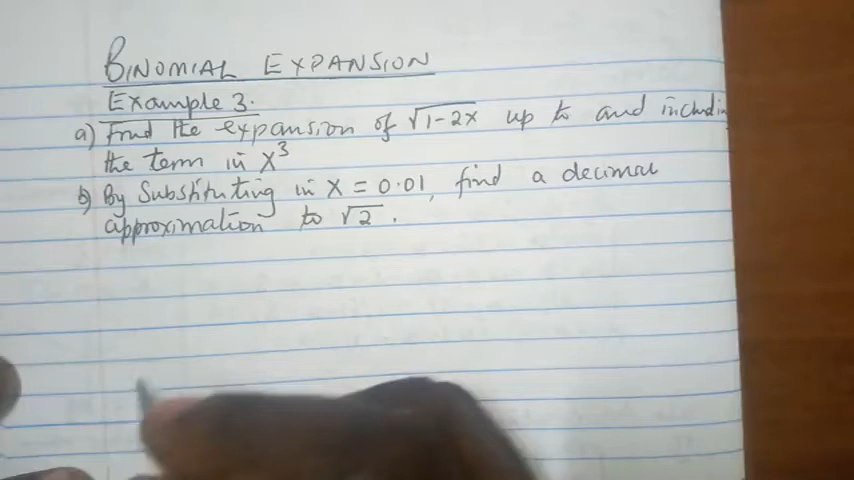 BINOMIAL EXPANSION
Example 3.
a) Find the expansion of √1-2x up to and includin
the term in x³
b) By Substituting in x = 0.01, find a decimal
approximation to √2.